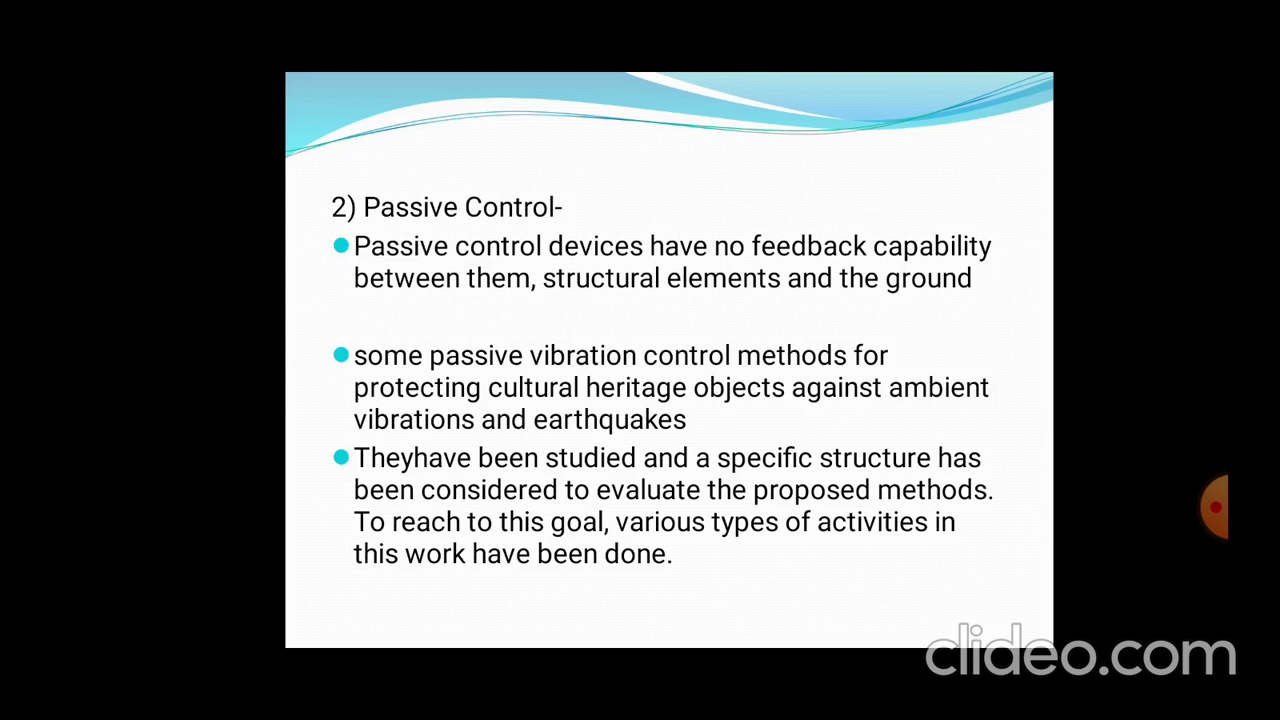 2) Passive Control-
Passive control devices have no feedback capability
between them, structural elements and the ground
some passive vibration control methods for
protecting cultural heritage objects against ambient
vibrations and earthquakes
Theyhave been studied and a specific structure has
been considered to evaluate the proposed methods.
To reach to this goal, various types of activities in
this work have been done.
clideo.com